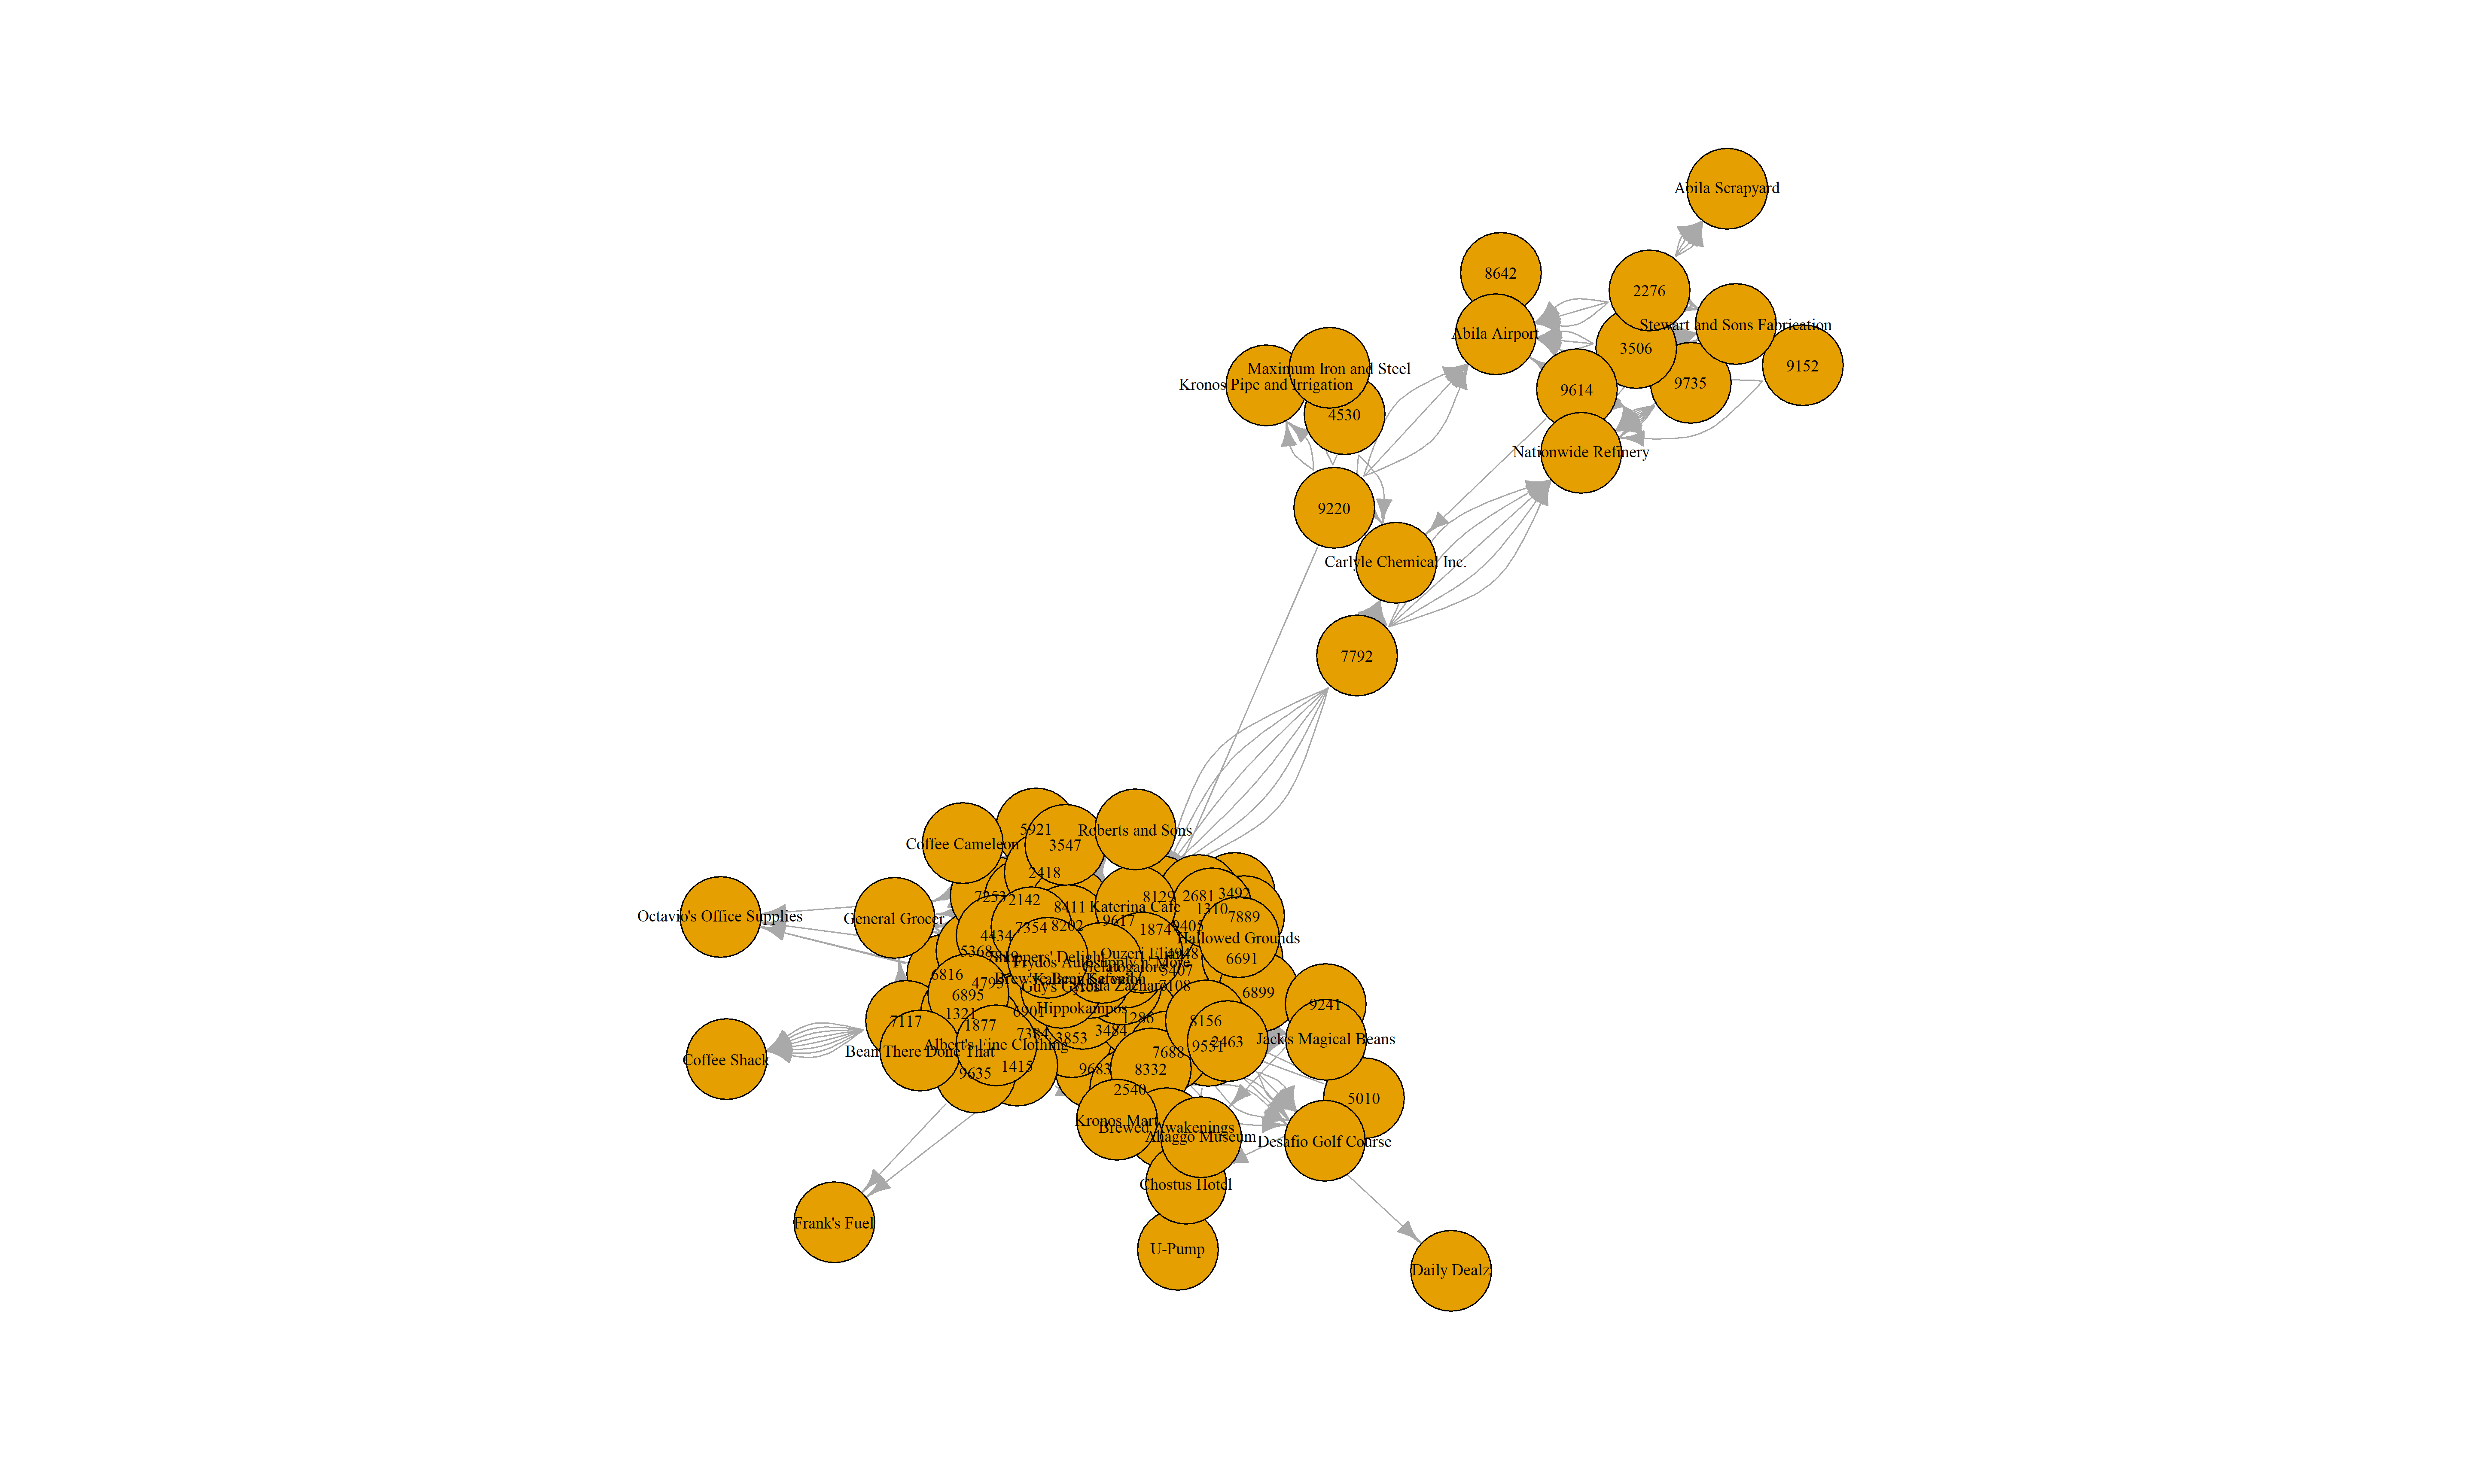 Abila Scrapyard
8642
2276
Stewart and Sons Fabrication
Abila Airport
3506
9152
Maximum Iron and Steel
Kronos Pipe and Irrigation
9735
9614
4530
Nationwide Refinery
9220
Carlyle Chemical Inc.
7792
5921
Roberts and Sons
Coffee Cameleon
3547
2418
7253
2142
8129
2681
3492
8411
Katerina Cafe
1310
Octavio's Office Supplies
General Grocer
7889
9617
7354
8202
1874
9405
4434
Hallowed Grounds
5368
Ouzeri Elian
4948
Shoppers' Delight
6691
Frydos Autosupply n' More
Gelatogalore
5407
6816
4795
Guy's Gyros
7108
6899
6895
9241
Hippokampos
1321
6901
1286
7117
1877
8156
3484
7384
3853
2463
Jack's Magical Beans
Albert's Fine Clothing
9551
Bean There Done That
7688
Coffee Shack
1415
9635
9683
8332
2540
5010
Kronos Mart
Brewed Awakenings
Ahaggo Museum
Desafio Golf Course
Chostus Hotel
Frank's Fuel
U-Pump
Daily Dealz